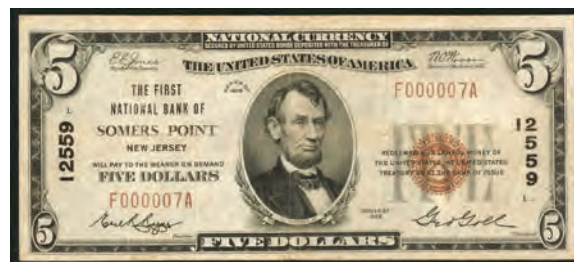 NATIONAL CURRENCY
SECURED BY UNITED STATES BONDS DEPOSITED WITH THE TREASURER OF
THE UNITED STATES OF AMERICA
5
5
E.E. Jones
THE FIRST
NATIONAL BANK OF
SOMERS POINT
NEW JERSEY
WILL PAY TO THE BEARER ON DEMAND
FIVE DOLLARS
F000007A
F000007A
12559
12559
REDEEMABLE IN LAWFUL MONEY OF
THE UNITED STATES AT UNITED STATES
TREASURY OR AT THE BANK OF ISSUE
FIVE DOLLARS
5
5